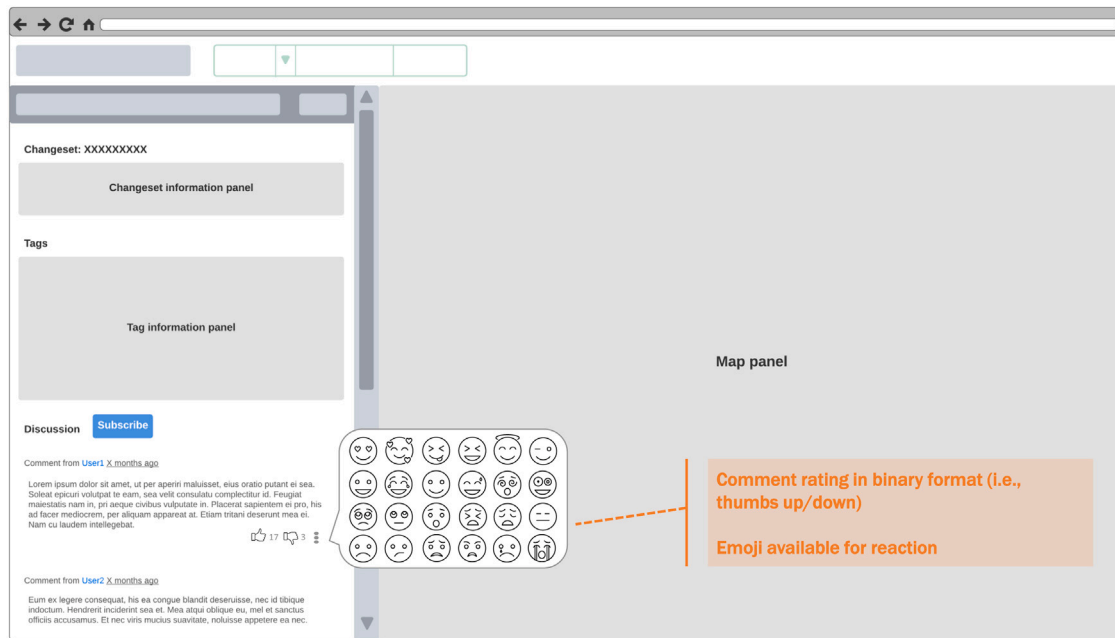 Changeset: XXXXXXXXX
Changeset information panel
Tags
Tag information panel
Map panel
Discussion
Subscribe
Comment from User1 X months ago
Lorem ipsum dolor sit amet, ut per aperiri maluisset, eius oratio putant ei sea.
Soleat epicuri volutpat te eam, sea velit consulatu complectitur id. Feugiat
maiestatis nam in, pri aeque civibus vulputate in. Placerat sapientem ei pro, his
ad facer mediocrem, per aliquam appareat at. Etiam tritani deserunt mea ei.
Nam cu laudem intellegebat.
17 3
Comment rating in binary format (i.e.,
thumbs up/down)
Emoji available for reaction
Comment from User2 X months ago
Eum ex legere consequat, his ea congue blandit deseruisse, nec id tibique
indoctum. Hendrerit inciderint sea et. Mea atqui oblique eu, mel et sanctus
officiis accusamus. Et nec viris mucius suavitate, noluisse appetere ea nec.